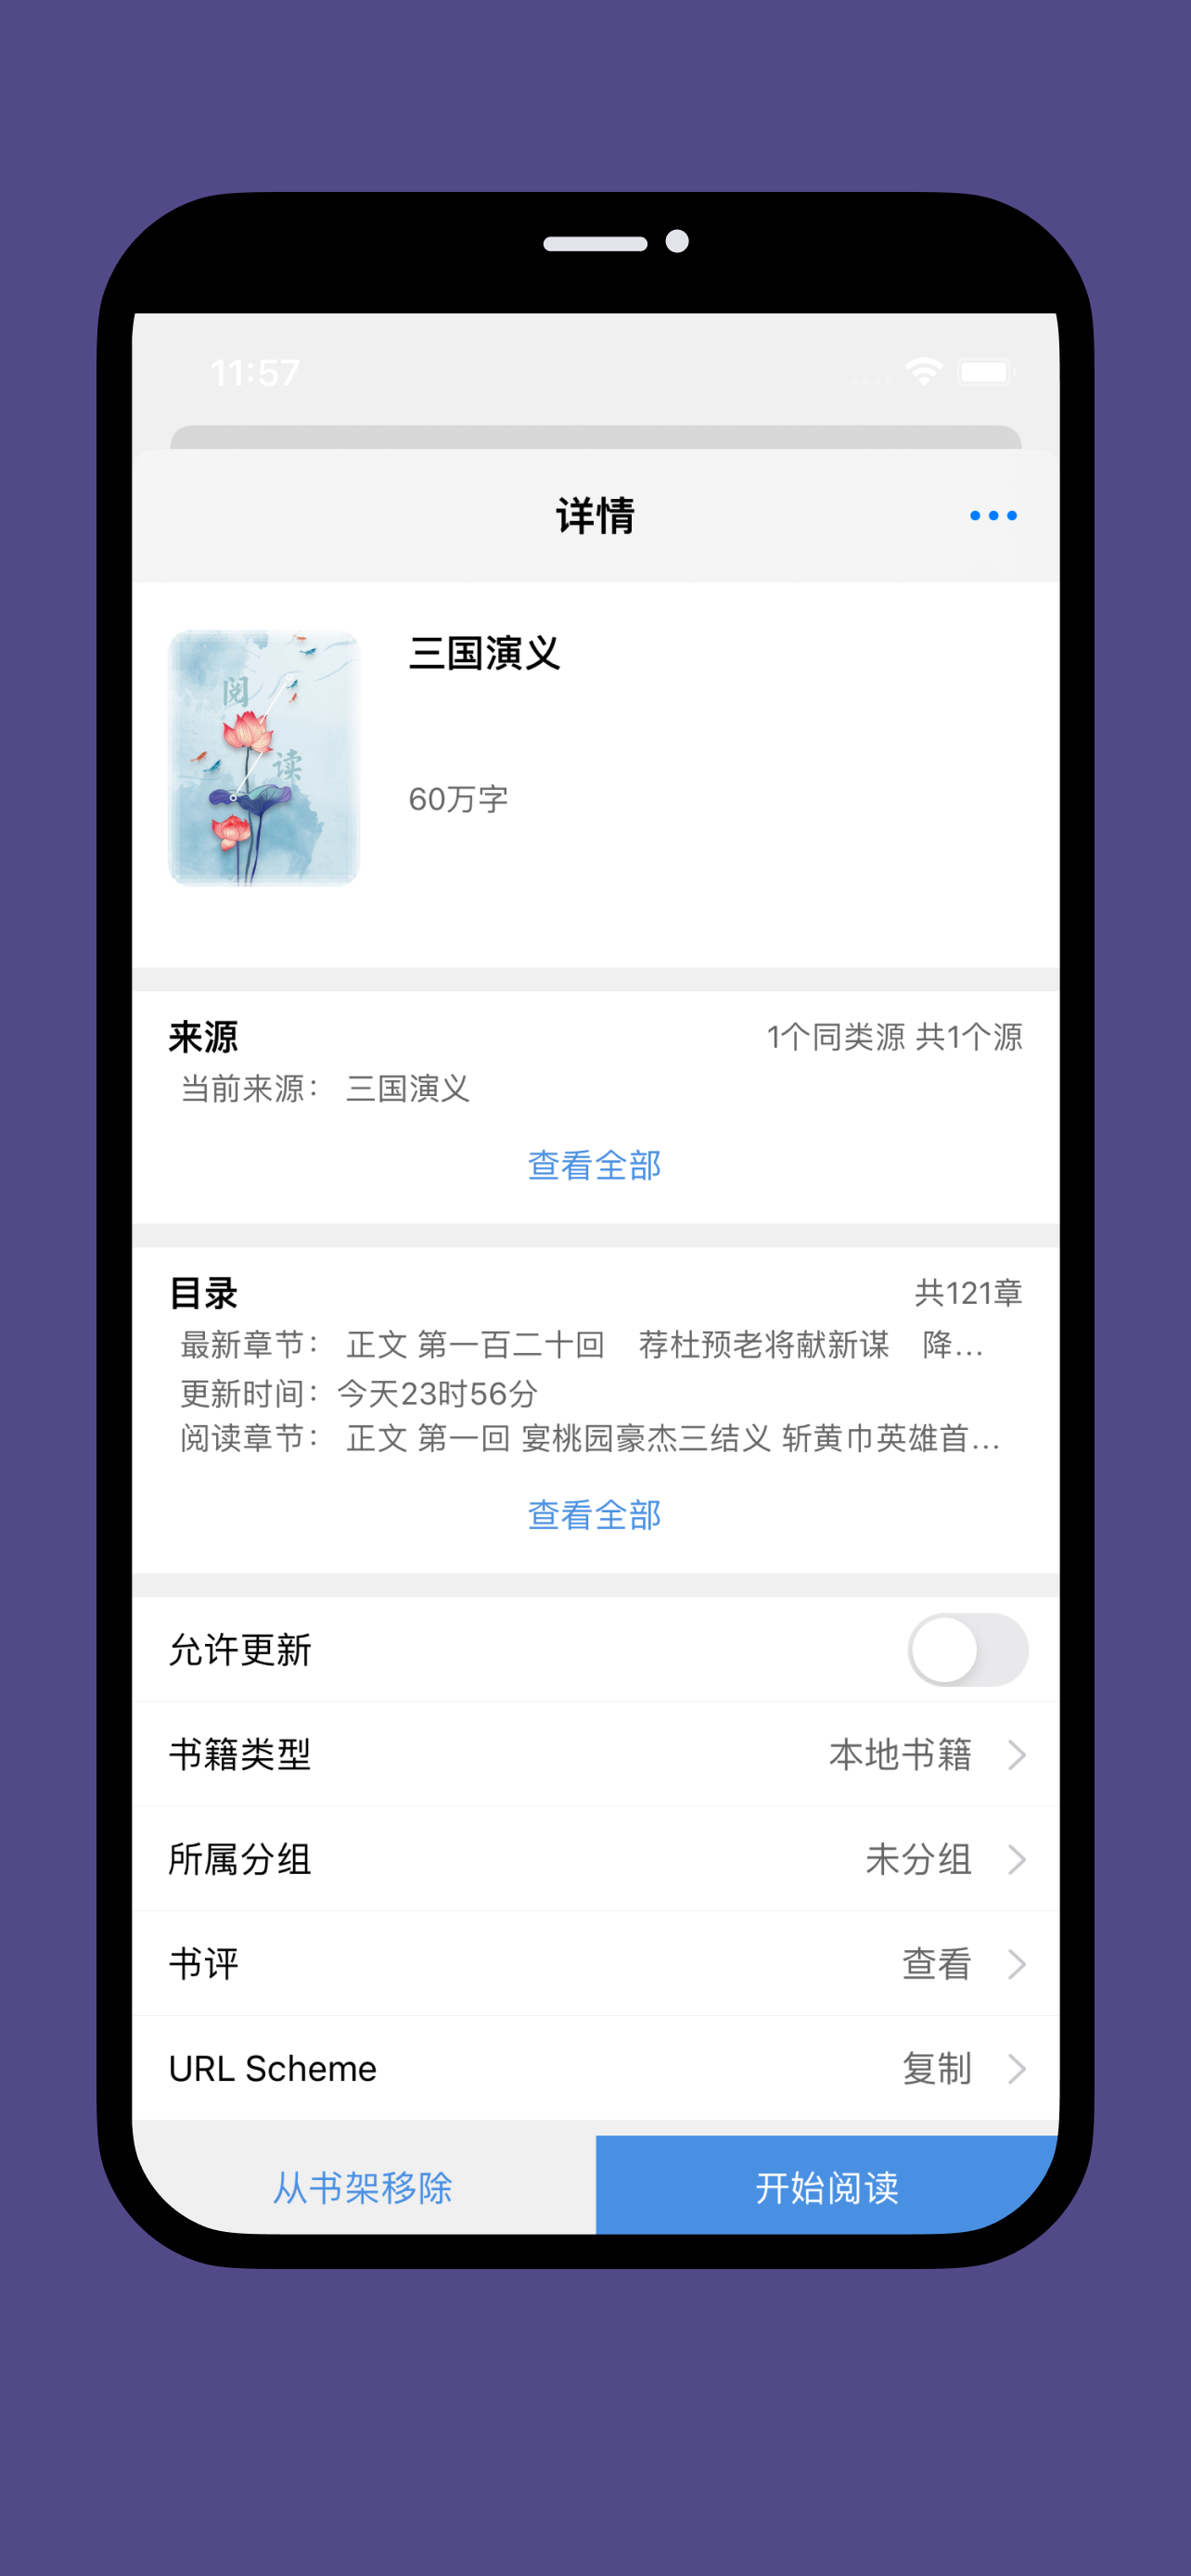 11:57
详情
阅
读
三国演义
60万字
来源 1个同类源 共1个源
当前来源： 三国演义
查看全部
目录 共121章
最新章节： 正文 第一百二十回　荐杜预老将献新谋　降...
更新时间：今天23时56分
阅读章节： 正文 第一回 宴桃园豪杰三结义 斩黄巾英雄首...
查看全部
允许更新
书籍类型 本地书籍
所属分组 未分组
书评 查看
URL Scheme 复制
从书架移除 开始阅读